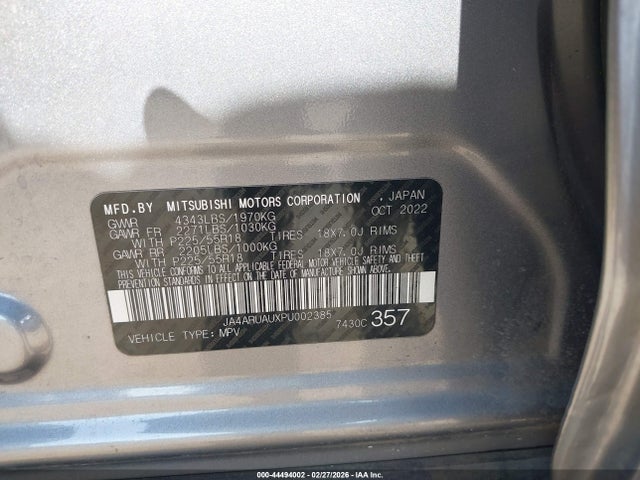 MFD.BY MITSUBISHI MOTORS CORPORATION , JAPAN
GVWR 4343LBS/1970KG OCT 2022
GAWR FR 2271LBS/1030KG
WITH P225/55R18 TIRES 18X7.0J RIMS
GAWR RR 2205LBS/1000KG
WITH P225/55R18 TIRES 18X7.0J RIMS
THIS VEHICLE CONFORMS TO ALL APPLICABLE FEDERAL MOTOR VEHICLE SAFETY AND THEFT
PREVENTION STANDARDS IN EFFECT ON THE DATE OF MANUFACTURE SHOWN ABOVE.
JA4ARUAUXPU002385 7430C 357
VEHICLE TYPE: MPV
000-44494002 - 02/27/2026 - IAA Inc.